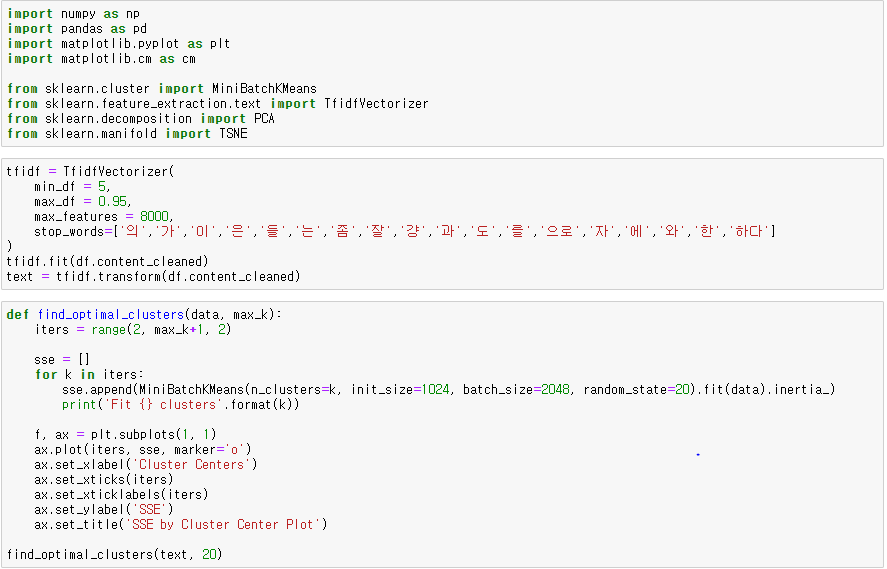 import numpy as np
import pandas as pd
import matplotlib.pyplot as plt
import matplotlib.cm as cm

from sklearn.cluster import MiniBatchKMeans
from sklearn.feature_extraction.text import TfidfVectorizer
from sklearn.decomposition import PCA
from sklearn.manifold import TSNE

tfidf = TfidfVectorizer(
    min_df = 5,
    max_df = 0.95,
    max_features = 8000,
    stop_words=['의','가','이','은','들','는','좀','잘','걍','과','도','를','으로','자','에','와','한','하다']
)
tfidf.fit(df.content_cleaned)
text = tfidf.transform(df.content_cleaned)

def find_optimal_clusters(data, max_k):
    iters = range(2, max_k+1, 2)

    sse = []
    for k in iters:
        sse.append(MiniBatchKMeans(n_clusters=k, init_size=1024, batch_size=2048, random_state=20).fit(data).inertia_)
        print('Fit {} clusters'.format(k))

    f, ax = plt.subplots(1, 1)
    ax.plot(iters, sse, marker='o')
    ax.set_xlabel('Cluster Centers')
    ax.set_xticks(iters)
    ax.set_xticklabels(iters)
    ax.set_ylabel('SSE')
    ax.set_title('SSE by Cluster Center Plot')

find_optimal_clusters(text, 20)